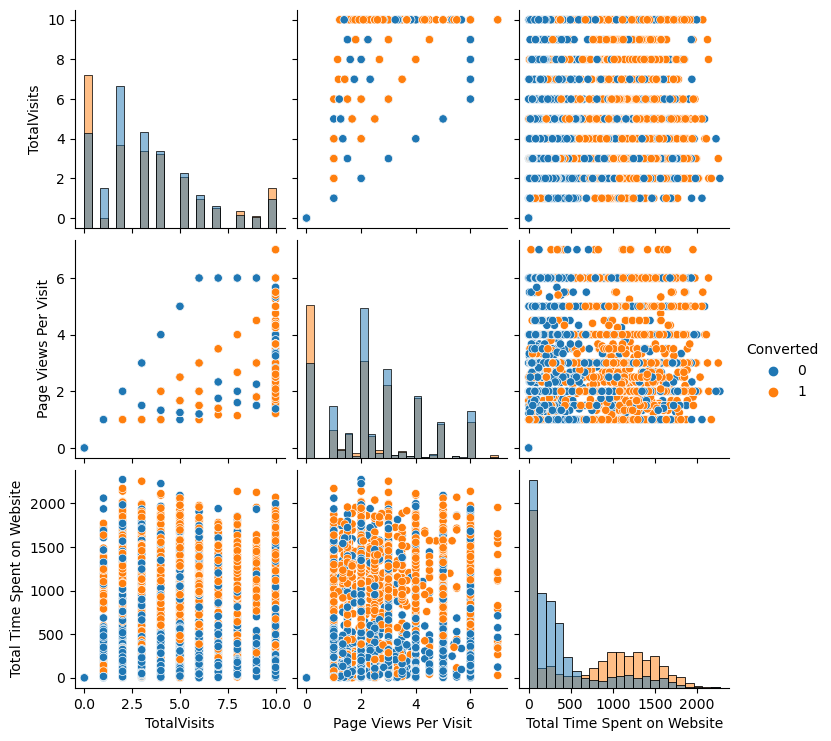 TotalVisits
10
8
6
4
2
0
Page Views Per Visit
6
4
2
0
Converted
0
1
Total Time Spent on Website
2000
1500
1000
500
0
0.0 2.5 5.0 7.5 10.0
TotalVisits
0 2 4 6
Page Views Per Visit
0 500 1000 1500 2000
Total Time Spent on Website